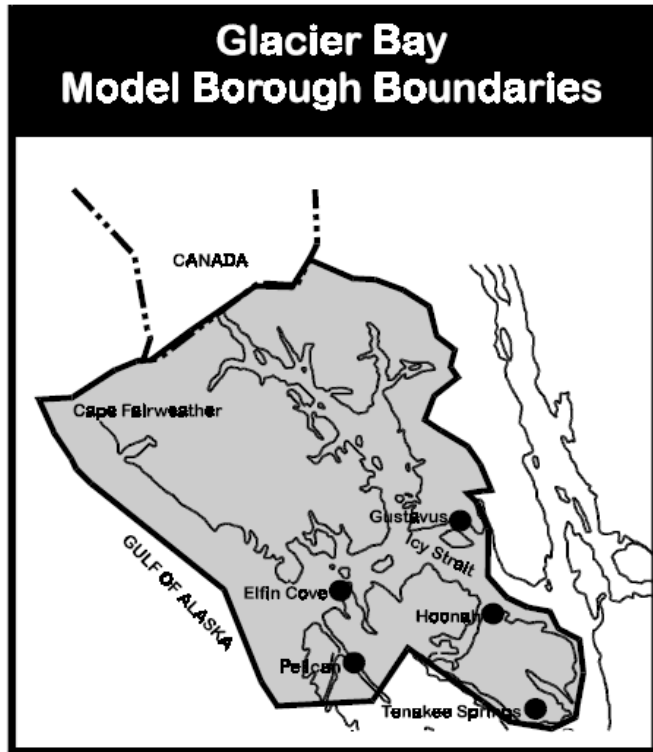 Glacier Bay
Model Borough Boundaries
CANADA
Cape Fairweather
Gustavus
Icy Strait
GULF OF ALASKA
Elfin Cove
Hoonah
Pelican
Tenakee Springs